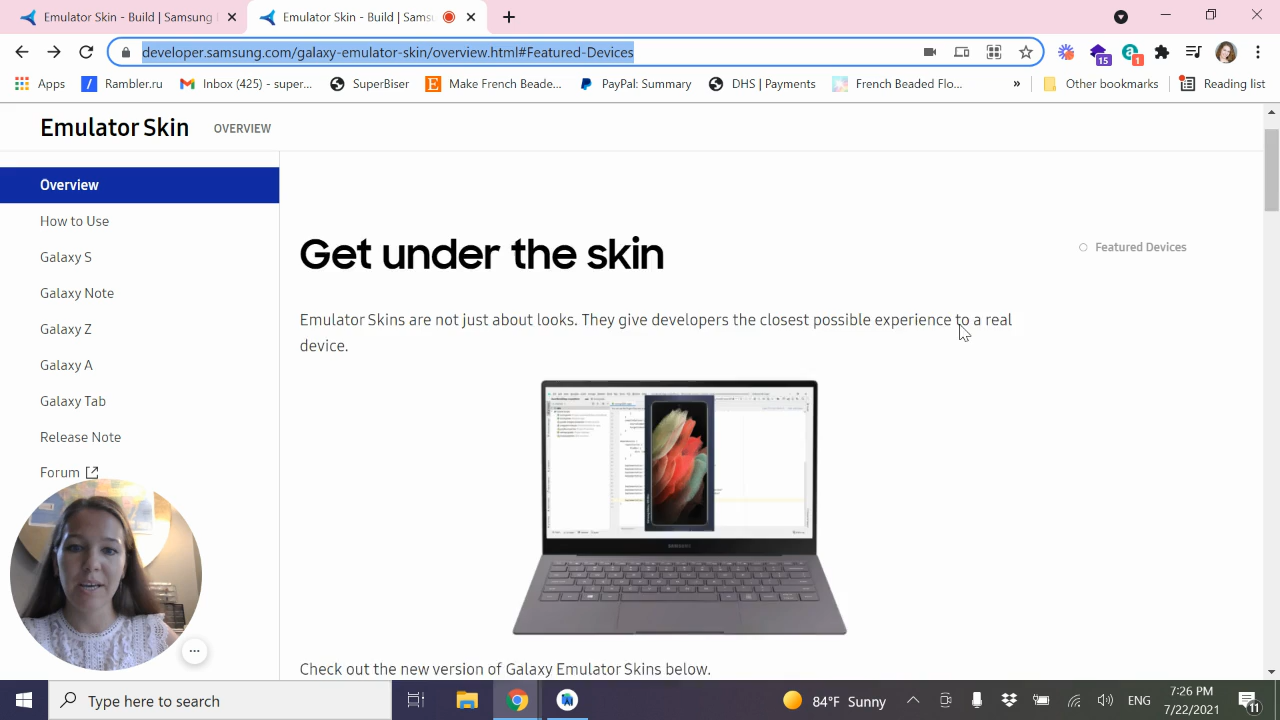 Emulator Skin - Build | Samsung
Emulator Skin - Build | Sams
developer.samsung.com/galaxy-emulator-skin/overview.html#Featured-Devices
15
1
Apps
Rambler.ru
Inbox (425) - super...
SuperBiser
Make French Beade...
PayPal: Summary
DHS | Payments
French Beaded Flo...
»
Other bookmarks
Reading list
Emulator Skin
OVERVIEW
Overview
How to Use
Galaxy S
Galaxy Note
Galaxy Z
Galaxy A
Galaxy Tab
Release Note
Forum
Get under the skin
Featured Devices
Emulator Skins are not just about looks. They give developers the closest possible experience to a real
device.
SAMSUNG
Check out the new version of Galaxy Emulator Skins below.
Type here to search
84°F Sunny
ENG
7:26 PM
7/22/2021
11